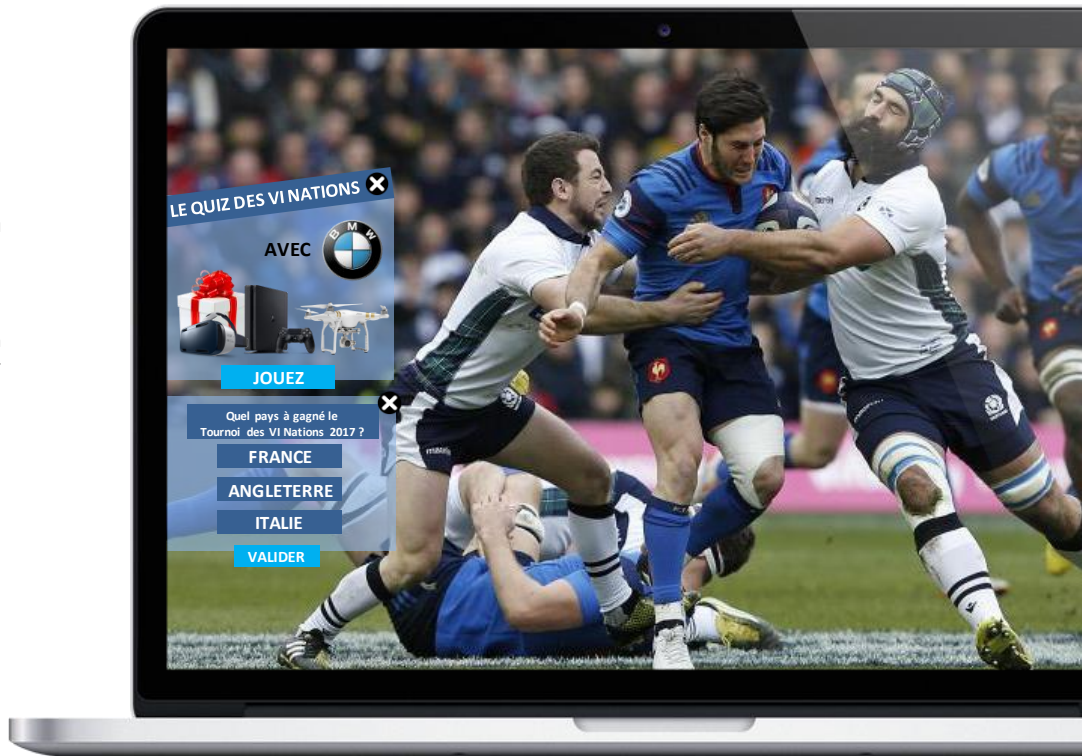 LE QUIZ DES VI NATIONS
AVEC
BMW
JOUEZ
Quel pays à gagné le
Tournoi des VI Nations 2017 ?
FRANCE
ANGLETERRE
ITALIE
VALIDER